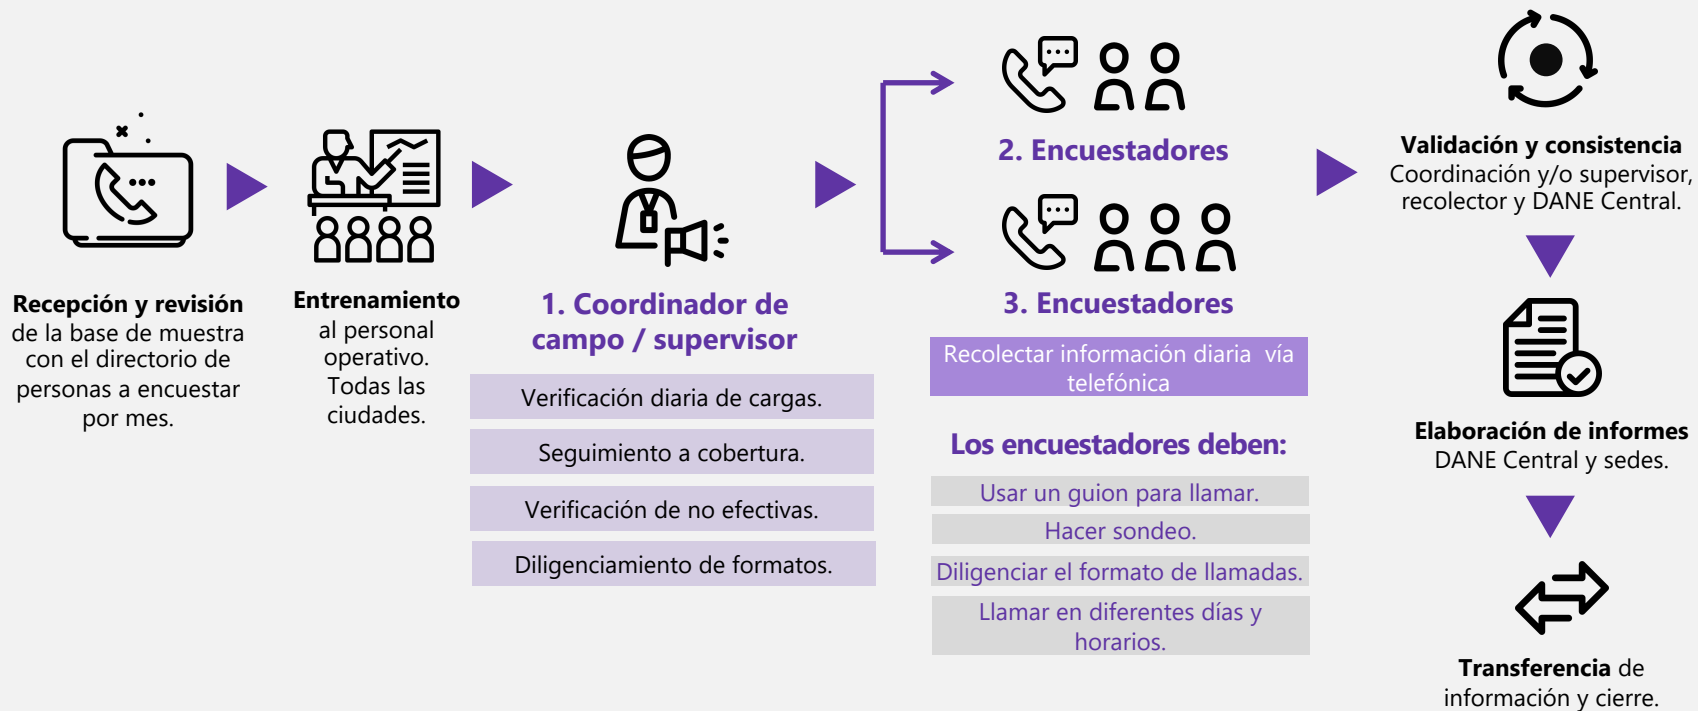 Recepción y revisión
de la base de muestra
con el directorio de
personas a encuestar
por mes.
Entrenamiento
al personal
operativo.
Todas las
ciudades.
1. Coordinador de
campo / supervisor
Verificación diaria de cargas.
Seguimiento a cobertura.
Verificación de no efectivas.
Diligenciamiento de formatos.
2. Encuestadores
3. Encuestadores
Recolectar información diaria vía
telefónica
Los encuestadores deben:
Usar un guion para llamar.
Hacer sondeo.
Diligenciar el formato de llamadas.
Llamar en diferentes días y
horarios.
Validación y consistencia
Coordinación y/o supervisor,
recolector y DANE Central.
Elaboración de informes
DANE Central y sedes.
Transferencia de
información y cierre.